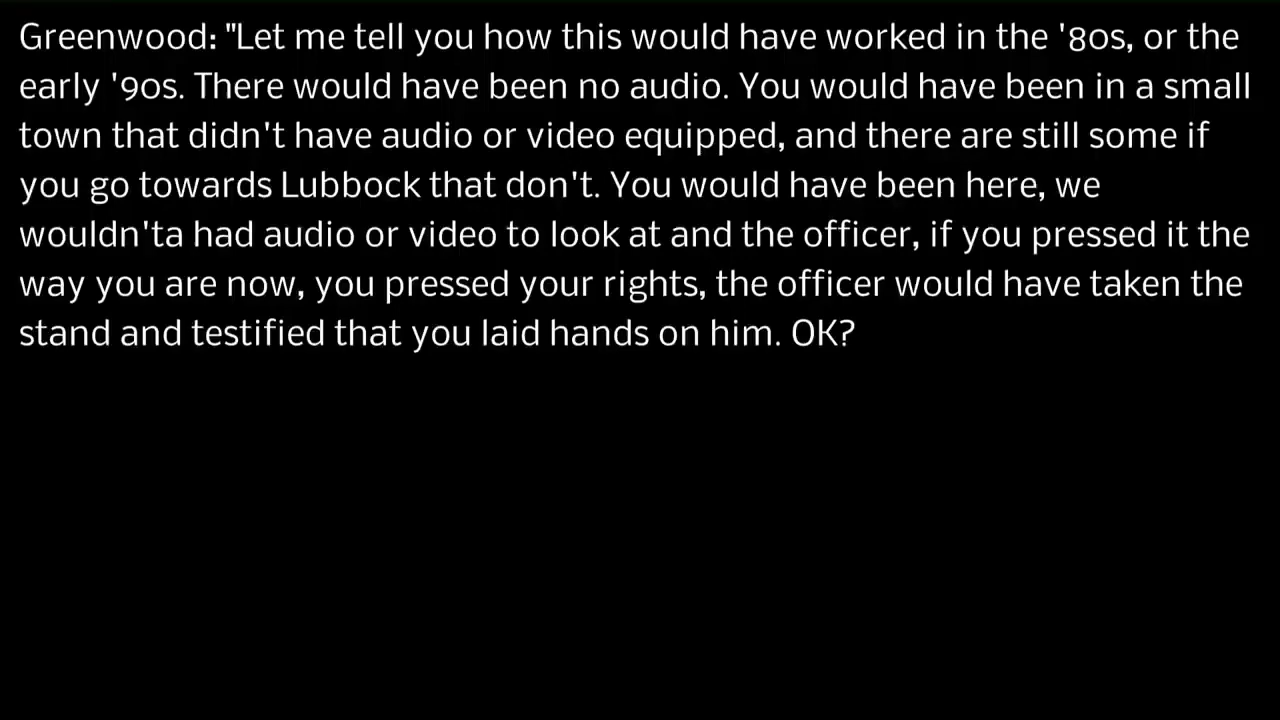 Greenwood: "Let me tell you how this would have worked in the '80s, or the
early '90s. There would have been no audio. You would have been in a small
town that didn't have audio or video equipped, and there are still some if
you go towards Lubbock that don't. You would have been here, we
wouldn'ta had audio or video to look at and the officer, if you pressed it the
way you are now, you pressed your rights, the officer would have taken the
stand and testified that you laid hands on him. OK?